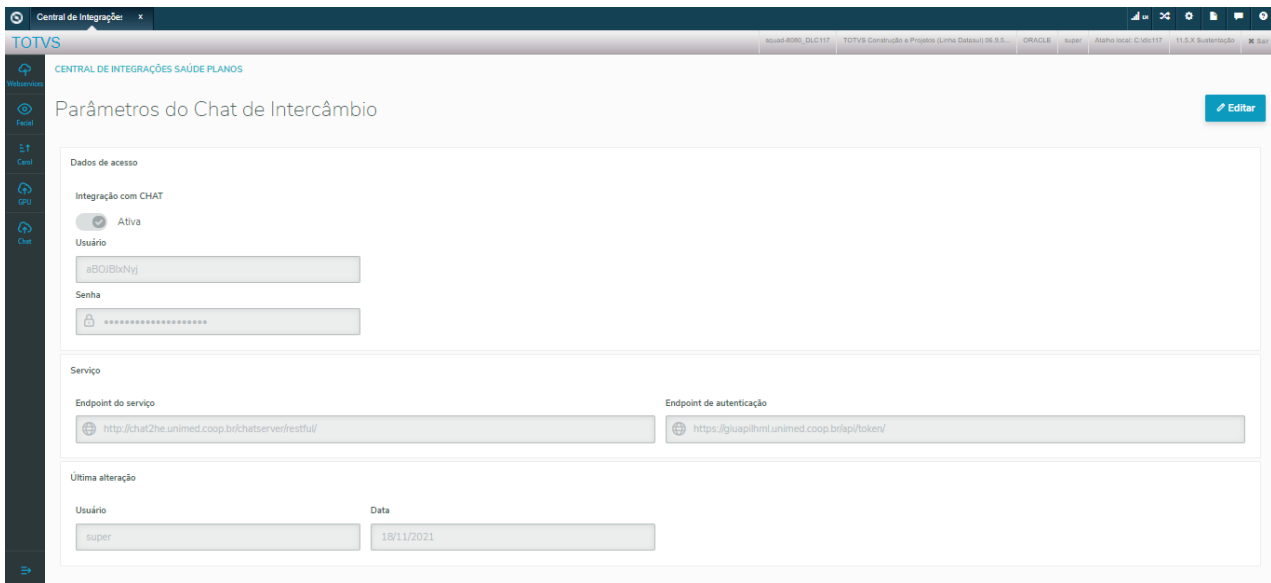 Central de Integrações x
TOTVS
squad-8080_DLC117 TOTVS Construção e Projetos (Linha Datasul) 09.9.9... ORACLE super Atalho local: C:\dlc117 11.5.X Sustentação Sair
Webservices
Facial
Carol
GPU
Chat
CENTRAL DE INTEGRAÇÕES SAÚDE PLANOS
Parâmetros do Chat de Intercâmbio
Editar
Dados de acesso
Integração com CHAT
Ativa
Usuário
aBOJBIxNyj
Senha
Serviço
Endpoint do serviço Endpoint de autenticação
http://chat2he.unimed.coop.br/chatserver/restful/ https://giuapilhml.unimed.coop.br/api/token/
Última alteração
Usuário Data
super 18/11/2021